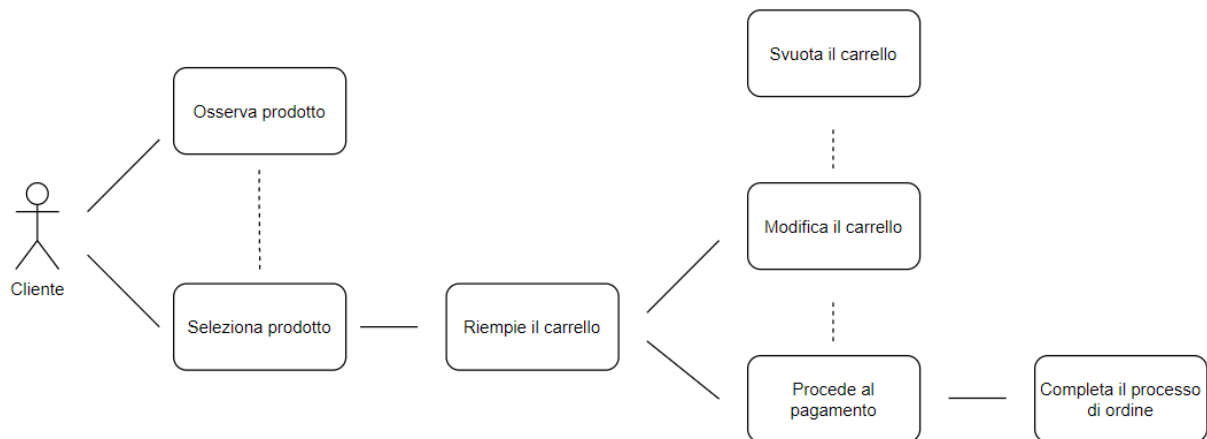 Svuota il carrello
Osserva prodotto
Modifica il carrello
Cliente
Seleziona prodotto
Riempie il carrello
Procede al
pagamento
Completa il processo
di ordine